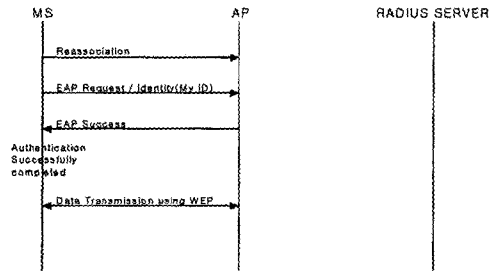 MS AP RADIUS SERVER
Reassociation
EAP Request / Identity(My ID)
EAP Success
Authentication
Successfully
completed
Data Transmission using WEP